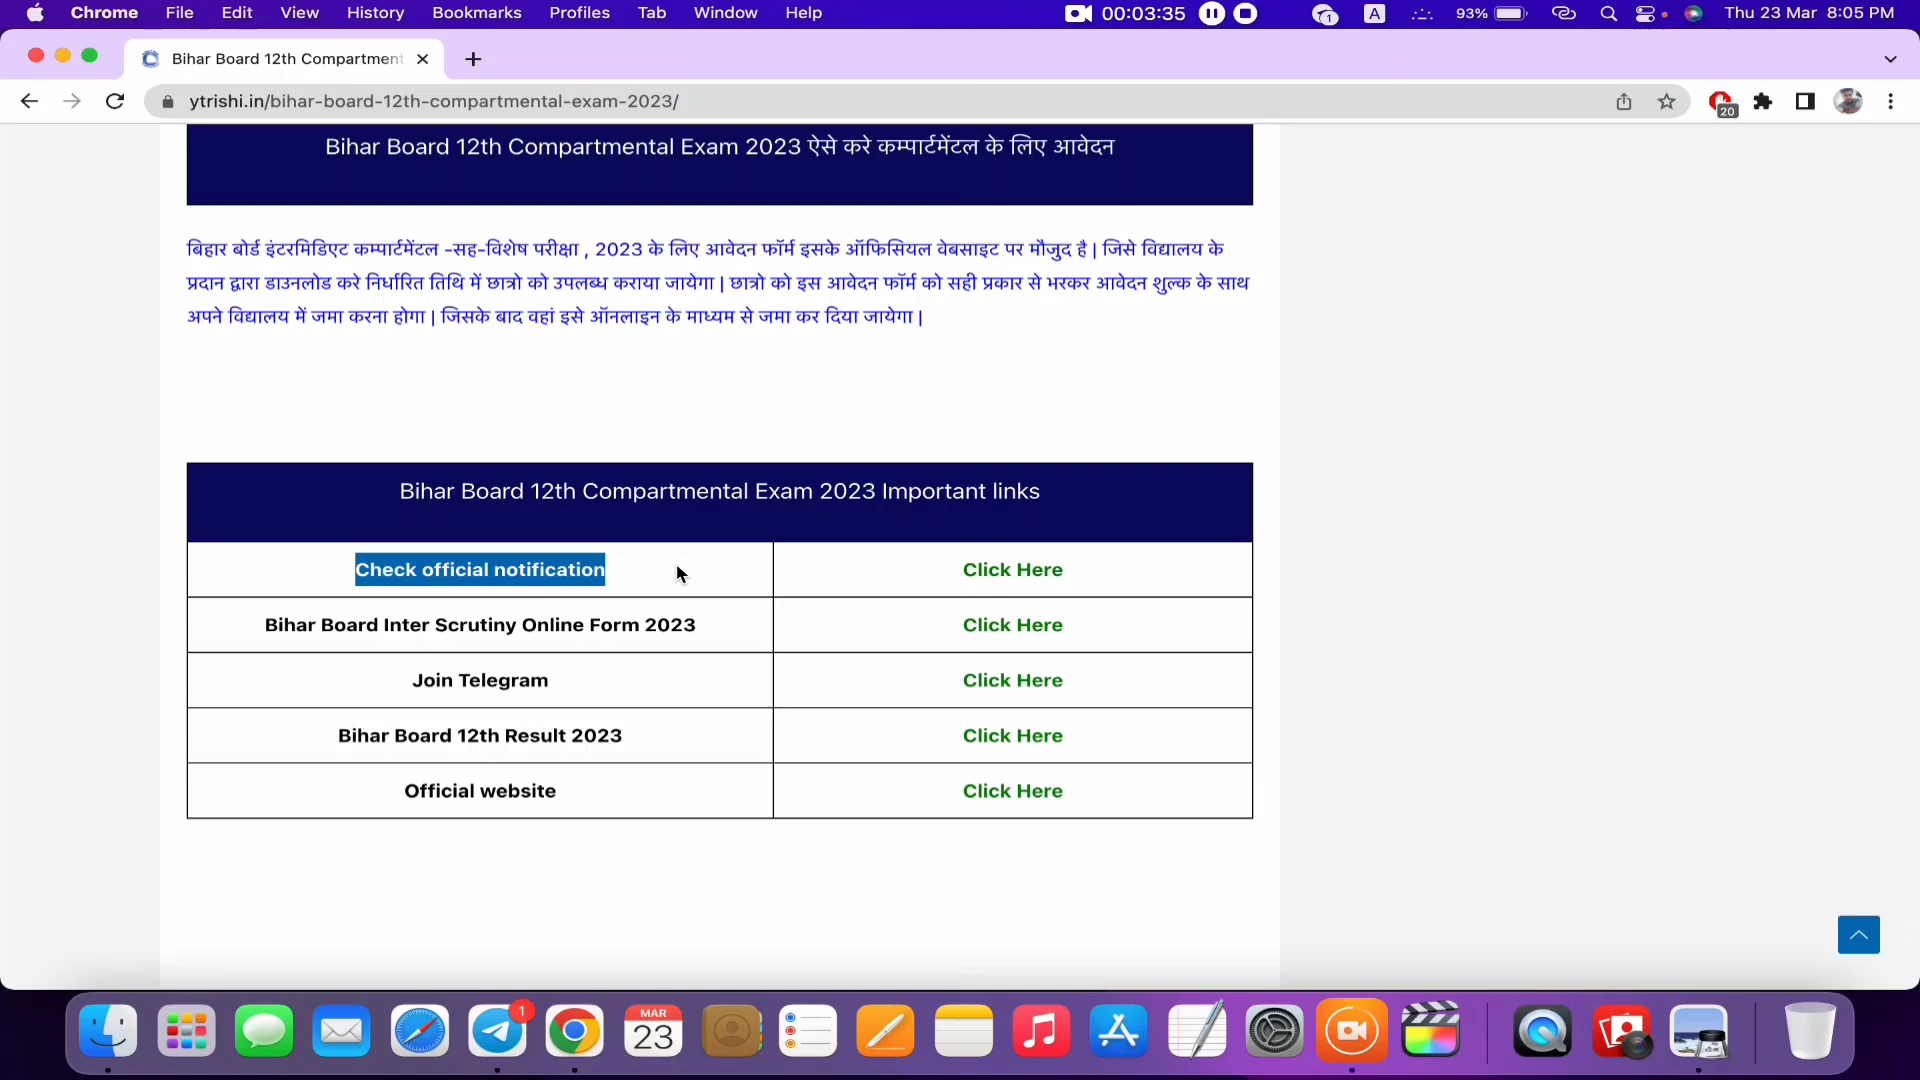 Chrome File Edit View History Bookmarks Profiles Tab Window Help 00:03:35 1 A 93% Thu 23 Mar 8:05 PM
Bihar Board 12th Compartment
ytrishi.in/bihar-board-12th-compartmental-exam-2023/ 20
Bihar Board 12th Compartmental Exam 2023 ऐसे करे कम्पार्टमेंटल के लिए आवेदन
बिहार बोर्ड इंटरमिडिएट कम्पार्टमेंटल -सह-विशेष परीक्षा , 2023 के लिए आवेदन फॉर्म इसके ऑफिसियल वेबसाइट पर मौजुद है | जिसे विद्यालय के
प्रदान द्वारा डाउनलोड करे निर्धारित तिथि में छात्रो को उपलब्ध कराया जायेगा | छात्रो को इस आवेदन फॉर्म को सही प्रकार से भरकर आवेदन शुल्क के साथ
अपने विद्यालय में जमा करना होगा | जिसके बाद वहां इसे ऑनलाइन के माध्यम से जमा कर दिया जायेगा |
Bihar Board 12th Compartmental Exam 2023 Important links
Check official notification Click Here
Bihar Board Inter Scrutiny Online Form 2023 Click Here
Join Telegram Click Here
Bihar Board 12th Result 2023 Click Here
Official website Click Here
1 MAR
23